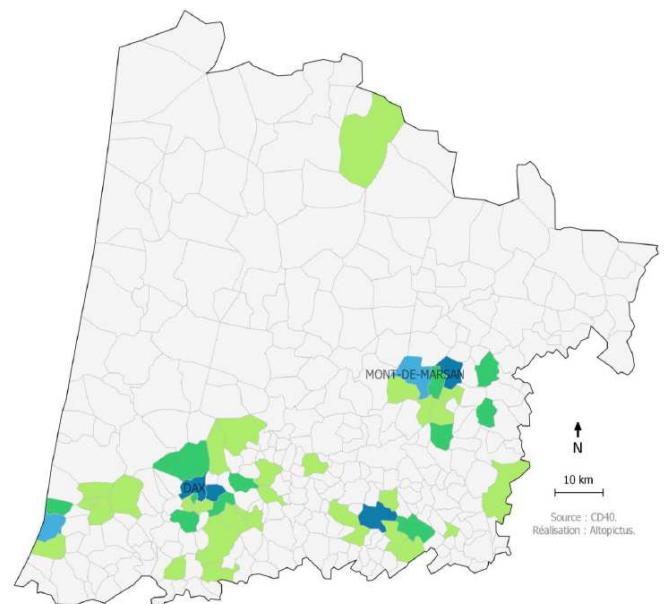 MONT-DE-MARSAN
DAX
N
10 km
Source : CD40.
Réalisation : Altopictus.